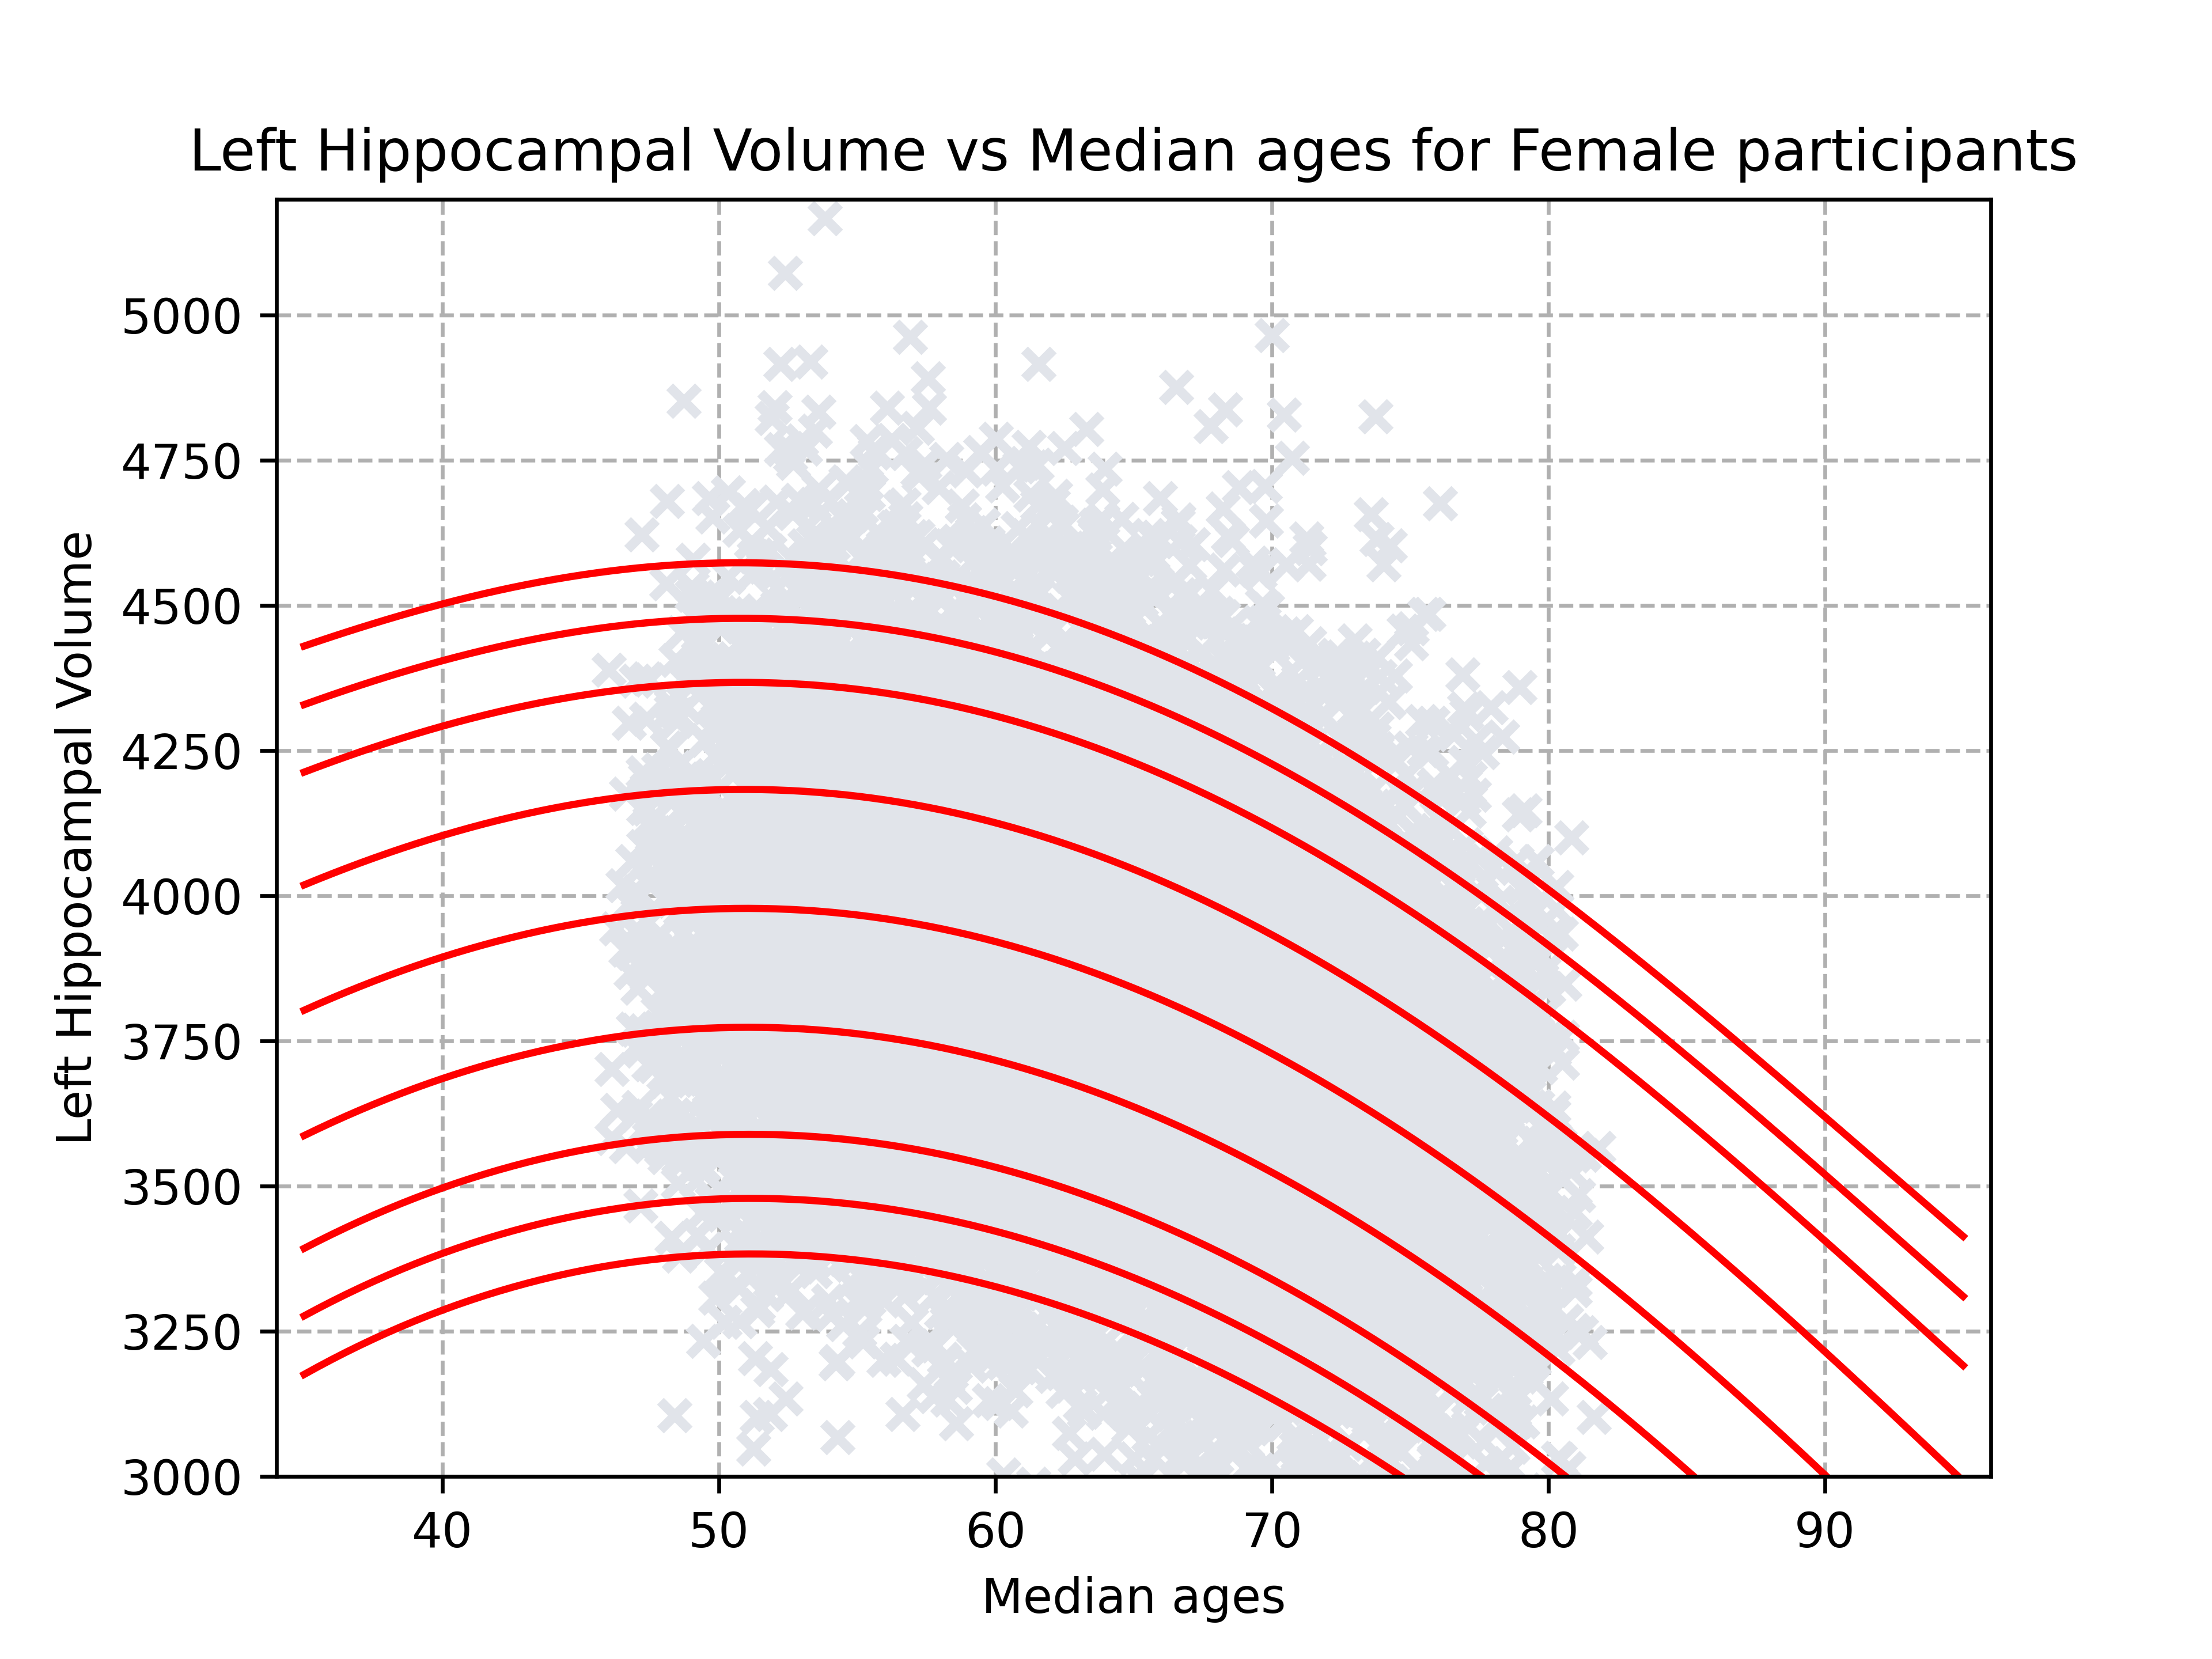 Left Hippocampal Volume vs Median ages for Female participants
Left Hippocampal Volume
5000
4750
4500
4250
4000
3750
3500
3250
3000
40 50 60 70 80 90
Median ages